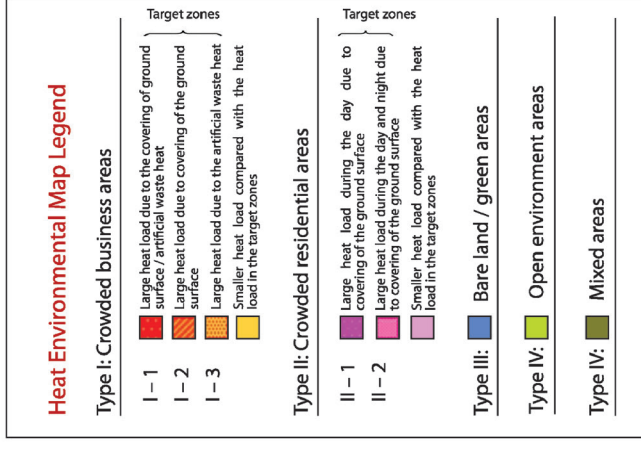 Heat Environmental Map Legend
Type I: Crowded business areas
Target zones
I – 1
Large heat load due to the covering of ground
surface / artificial waste heat
I – 2
Large heat load due to covering of the ground
surface
I – 3
Large heat load due to the artificial waste heat
Smaller heat load compared with the heat
load in the target zones
Type II: Crowded residential areas
Target zones
II – 1
Large heat load during the day due to
covering of the ground surface
II – 2
Large heat load during the day and night due
to covering of the ground surface
Smaller heat load compared with the heat
load in the target zones
Type III: Bare land / green areas
Type IV: Open environment areas
Type IV: Mixed areas